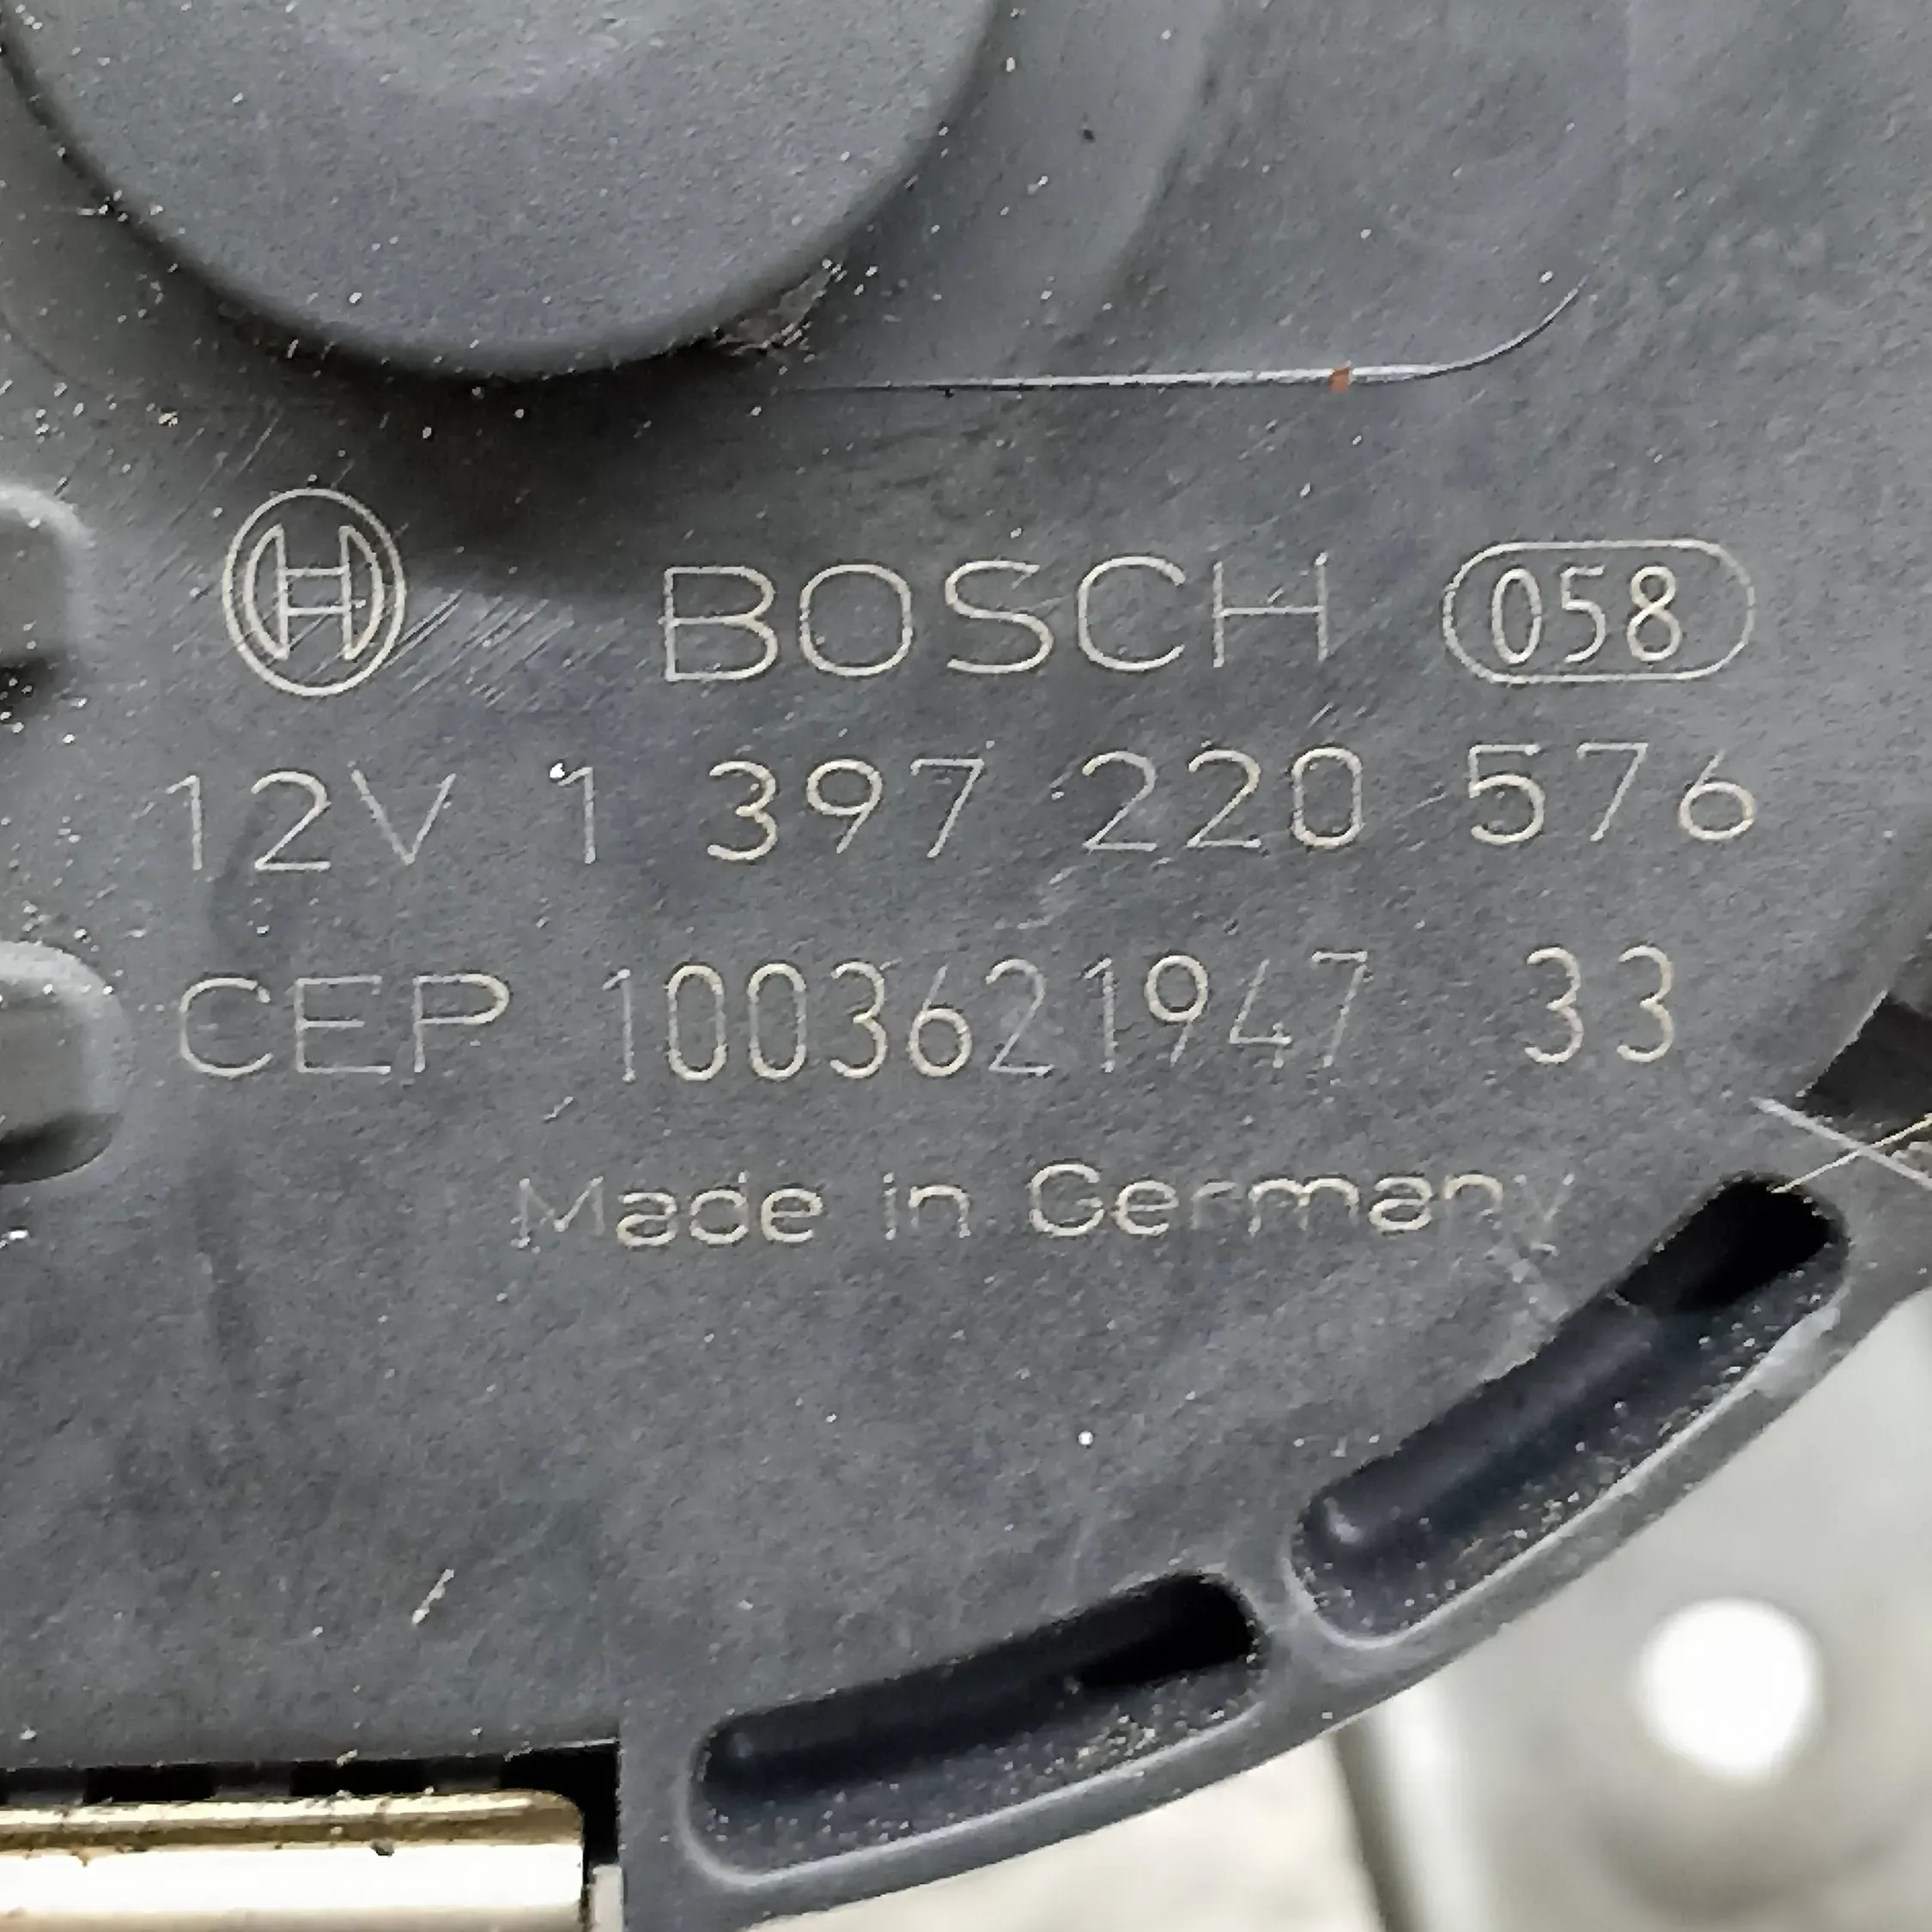 BOSCH 058
12V 1 397 220 576
CEP 1003621947 33
Made in Germany